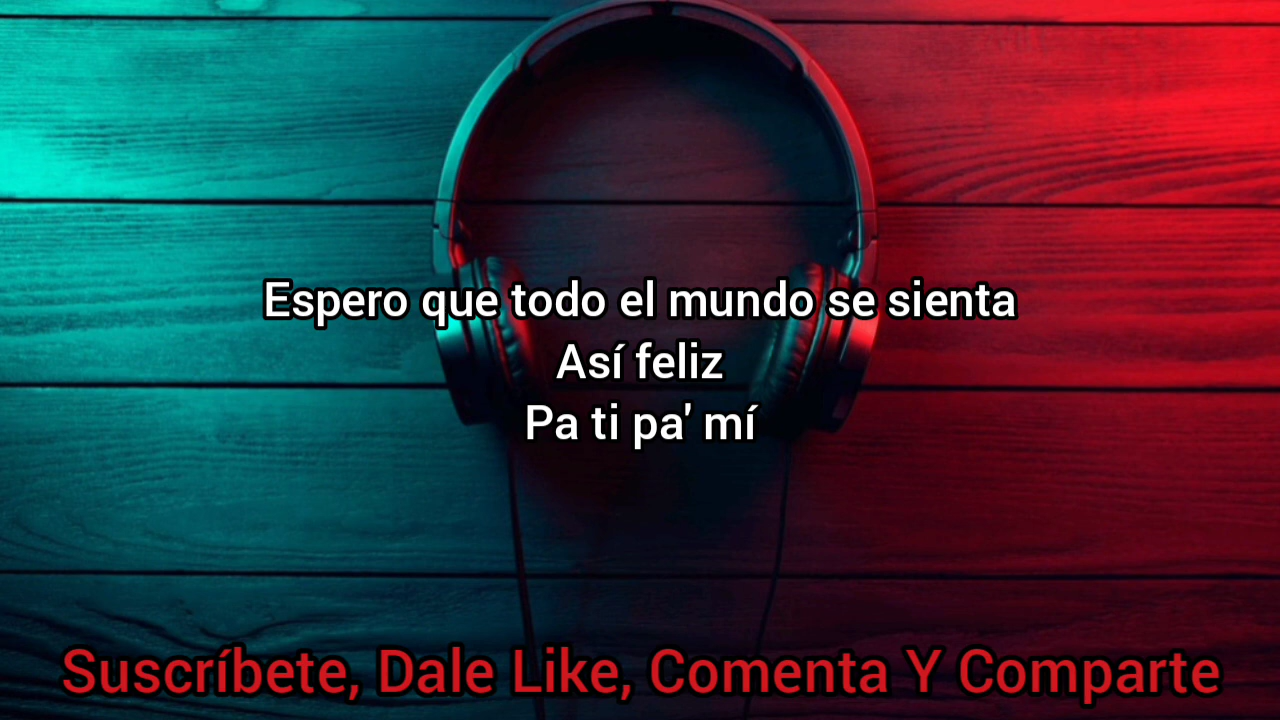 Espero que todo el mundo se sienta
Así feliz
Pa ti pa' mí
Suscríbete, Dale Like, Comenta Y Comparte